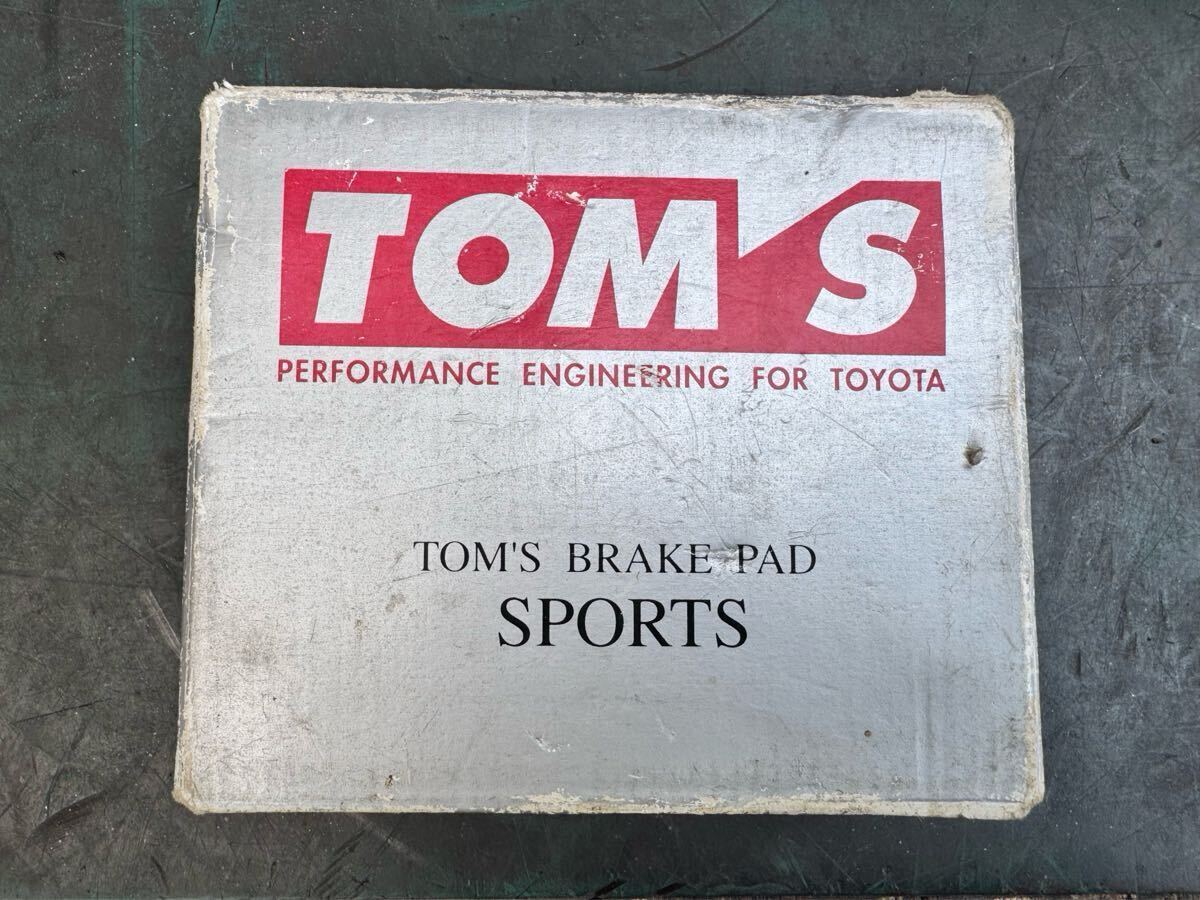 TOM'S
PERFORMANCE ENGINEERING FOR TOYOTA
TOM'S BRAKE PAD
SPORTS